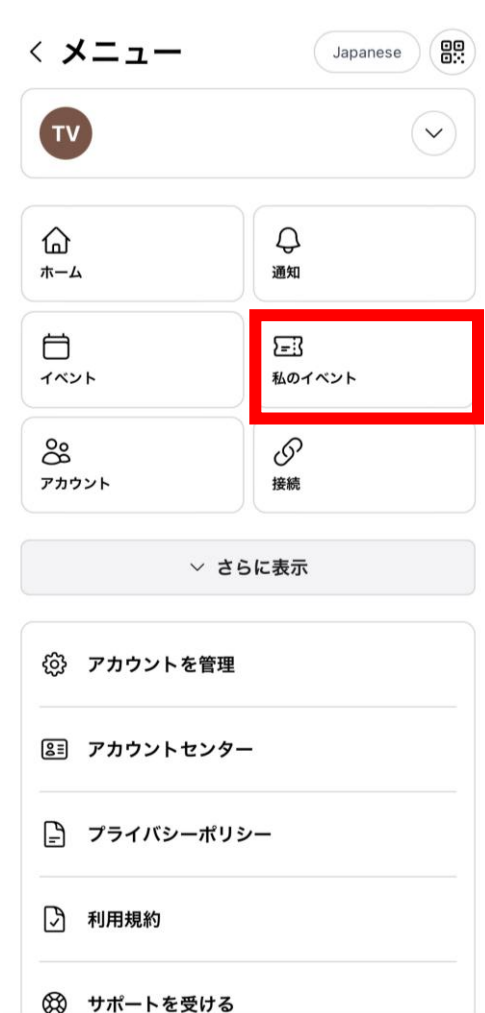 メニュー
Japanese
TV
ホーム
通知
イベント
私のイベント
アカウント
接続
さらに表示
アカウントを管理
アカウントセンター
プライバシーポリシー
利用規約
サポートを受ける